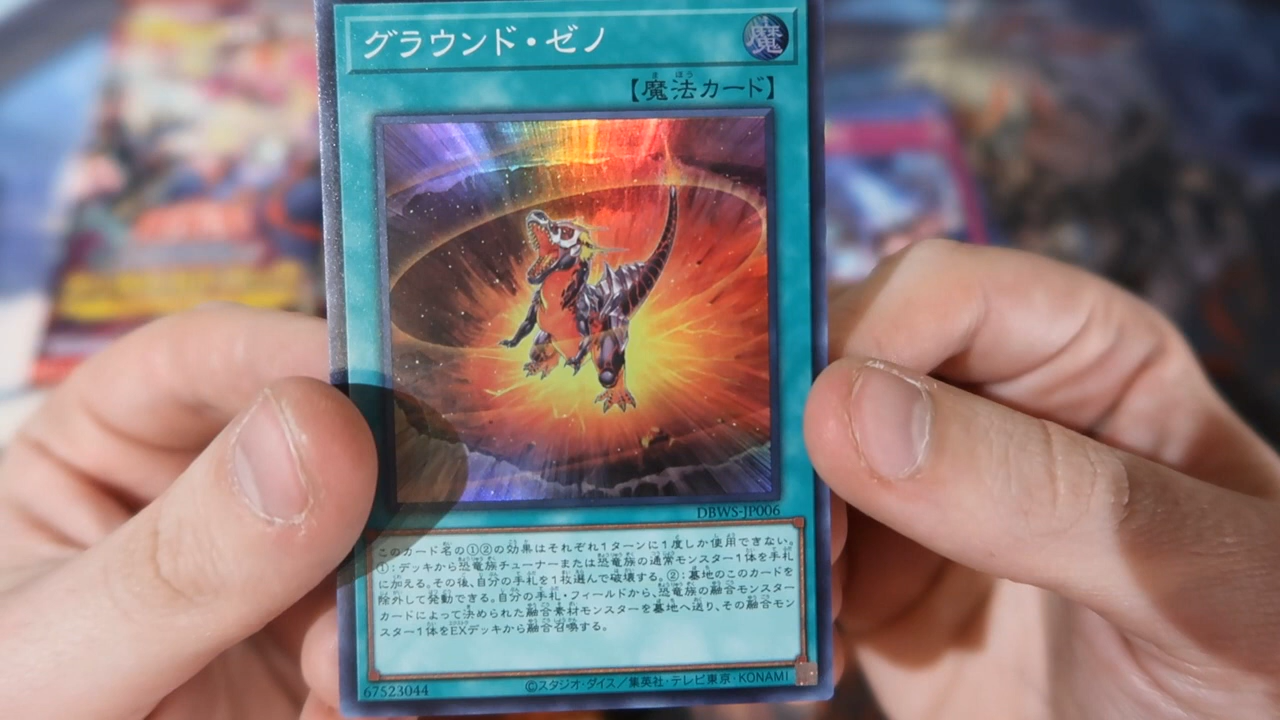 グラウンド・ゼノ
魔
【魔法カード】
DBWS-JP006
このカード名の①②の効果はそれぞれ1ターンに1度しか使用できない。
①:デッキから恐竜族チューナーまたは恐竜族の通常モンスター1体を手札
に加える。その後、自分の手札を1枚選んで破壊する。②:墓地のこのカードを
除外して発動できる。自分の手札・フィールドから、恐竜族の融合モンスター
カードによって決められた融合素材モンスターを墓地へ送り、その融合モン
スター1体をEXデッキから融合召喚する。
67523044
©スタジオ・ダイス/集英社・テレビ東京・KONAMI